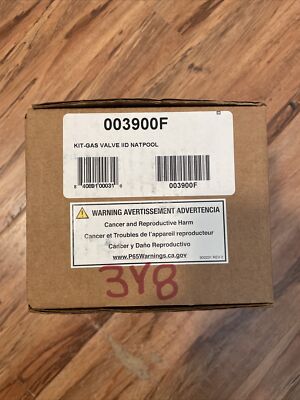 003900F
KIT-GAS VALVE IID NATPOOL
003900F
WARNING AVERTISSEMENT ADVERTENCIA
Cancer and Reproductive Harm
Cancer et Troubles de l'appareil reproducteur
Cancer y Daño Reproductivo
www.P65Warnings.ca.gov
3Y8